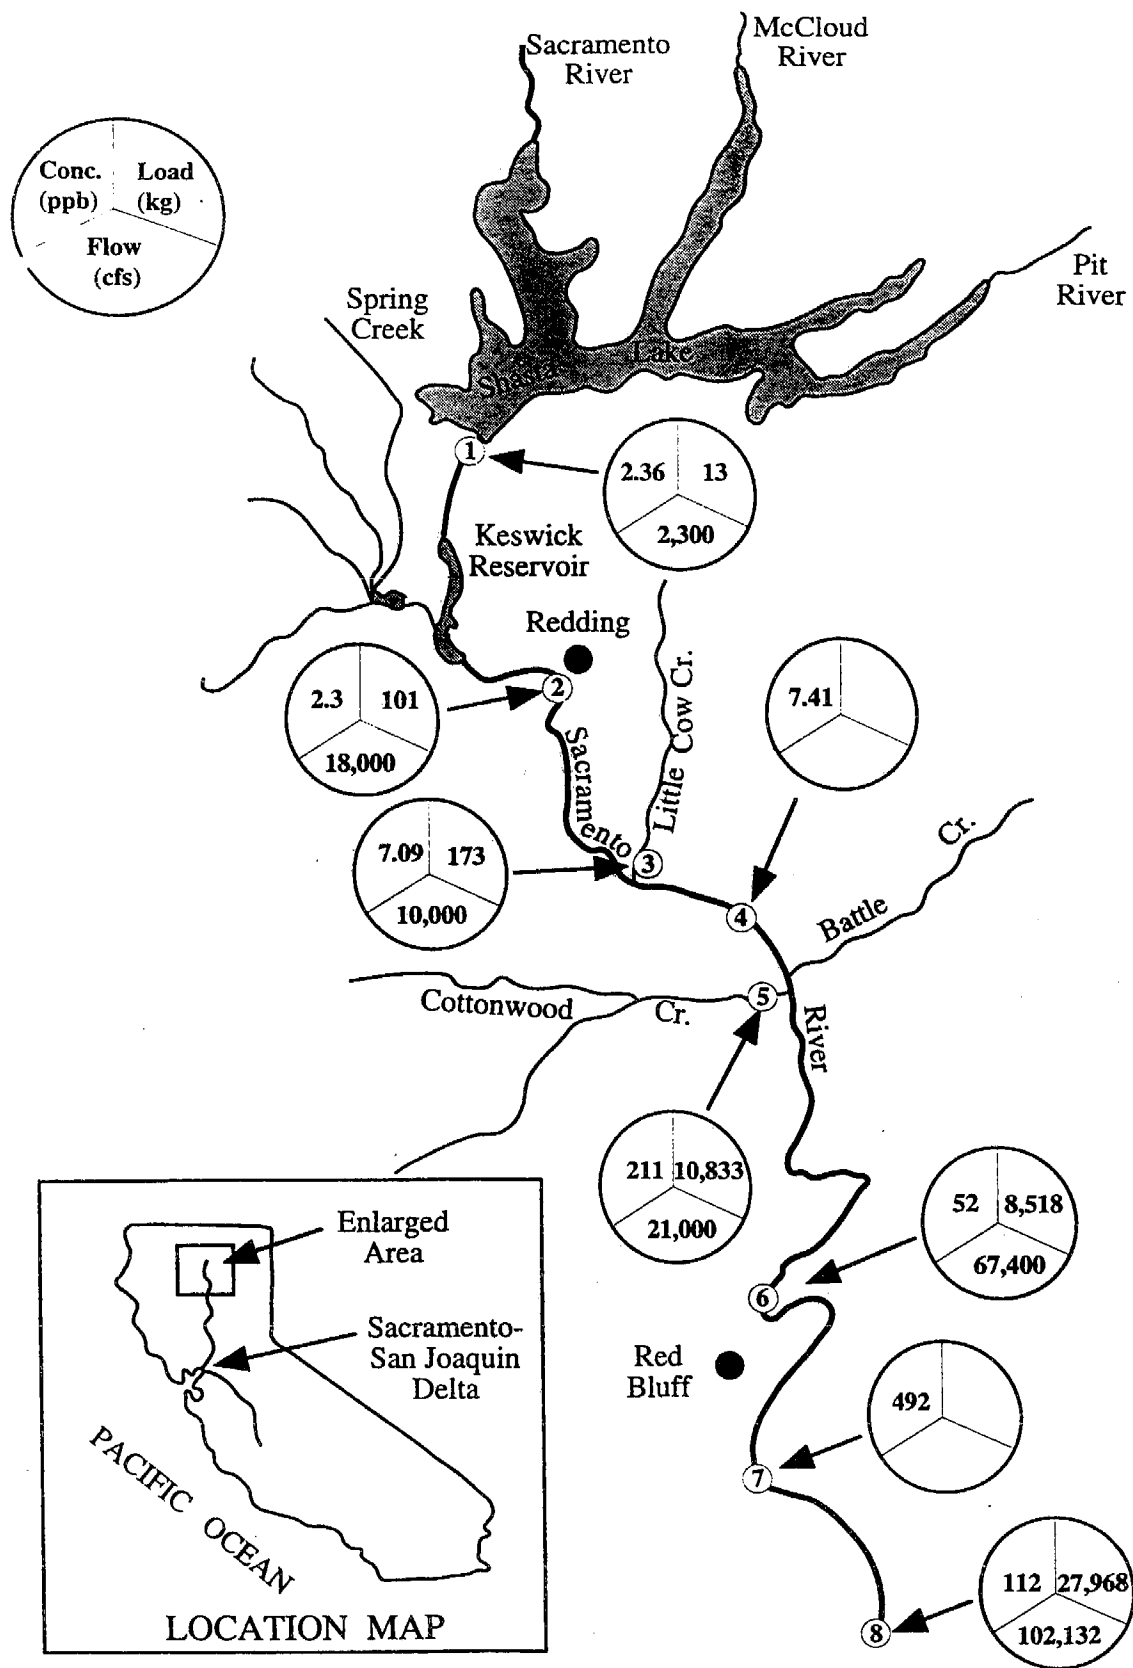 Sacramento
River
McCloud
River
Conc.
(ppb)
Load
(kg)
Flow
(cfs)
Pit
River
Spring
Creek
Shasta
Lake
1
2.36
13
2,300
Keswick
Reservoir
Redding
2
2.3
101
18,000
Sacramento
River
Little Cow Cr.
7.41
7.09
173
10,000
3
4
Battle
Cr.
Cottonwood
Cr.
5
211
10,833
21,000
52
8,518
67,400
6
Red
Bluff
492
7
112
27,968
102,132
8
Enlarged
Area
Sacramento-
San Joaquin
Delta
PACIFIC OCEAN
LOCATION MAP